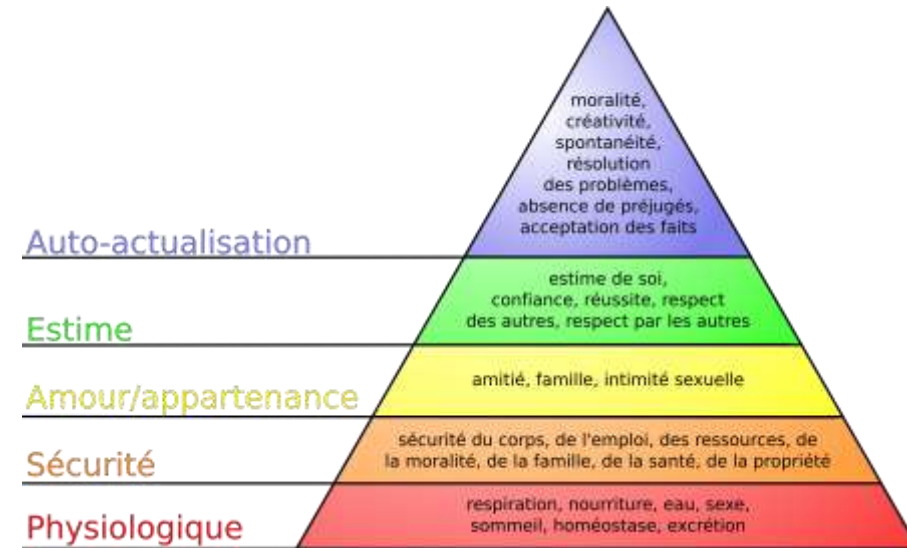 moralité,
créativité,
spontanéité,
résolution
des problèmes,
absence de préjugés,
acceptation des faits
Auto-actualisation
estime de soi,
confiance, réussite, respect
des autres, respect par les autres
Estime
amitié, famille, intimité sexuelle
Amour/appartenance
sécurité du corps, de l'emploi, des ressources, de
la moralité, de la famille, de la santé, de la propriété
Sécurité
respiration, nourriture, eau, sexe,
sommeil, homéostase, excrétion
Physiologique